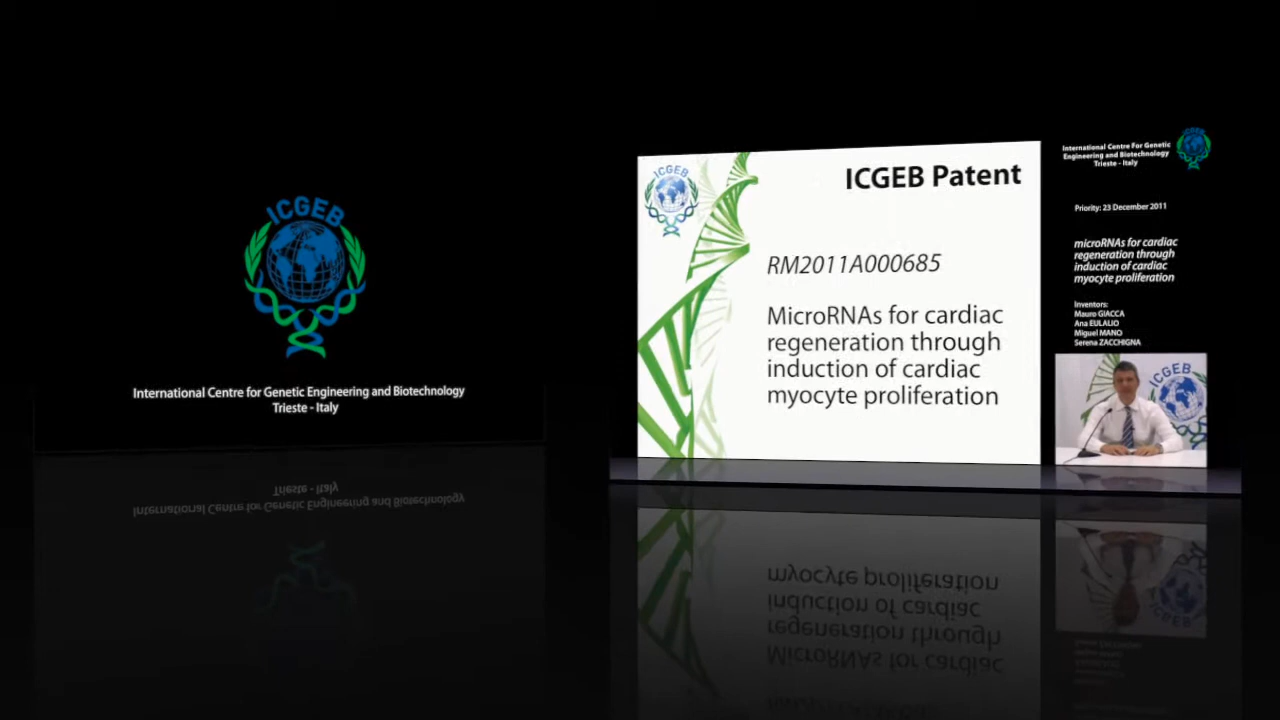 ICGEB
International Centre for Genetic Engineering and Biotechnology
Trieste - Italy
ICGEB
ICGEB Patent
RM2011A000685
MicroRNAs for cardiac
regeneration through
induction of cardiac
myocyte proliferation
International Centre For Genetic
Engineering and Biotechnology
Trieste - Italy
ICGEB
Priority: 23 December 2011
microRNAs for cardiac
regeneration through
induction of cardiac
myocyte proliferation
Inventors:
Mauro GIACCA
Ana EULALIO
Miguel MANO
Serena ZACCHIGNA
ICGEB